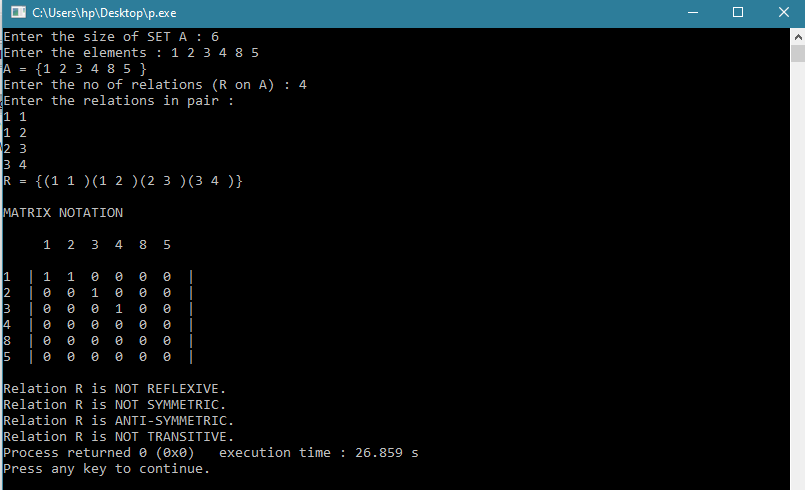 C:\Users\hp\Desktop\p.exe
Enter the size of SET A : 6
Enter the elements : 1 2 3 4 8 5
A = {1 2 3 4 8 5 }
Enter the no of relations (R on A) : 4
Enter the relations in pair :
1 1
1 2
2 3
3 4
R = {(1 1 )(1 2 )(2 3 )(3 4 )}
MATRIX NOTATION
1 2 3 4 8 5
1 | 1 1 0 0 0 0 |
2 | 0 0 1 0 0 0 |
3 | 0 0 0 1 0 0 |
4 | 0 0 0 0 0 0 |
8 | 0 0 0 0 0 0 |
5 | 0 0 0 0 0 0 |
Relation R is NOT REFLEXIVE.
Relation R is NOT SYMMETRIC.
Relation R is ANTI-SYMMETRIC.
Relation R is NOT TRANSITIVE.
Process returned 0 (0x0) execution time : 26.859 s
Press any key to continue.